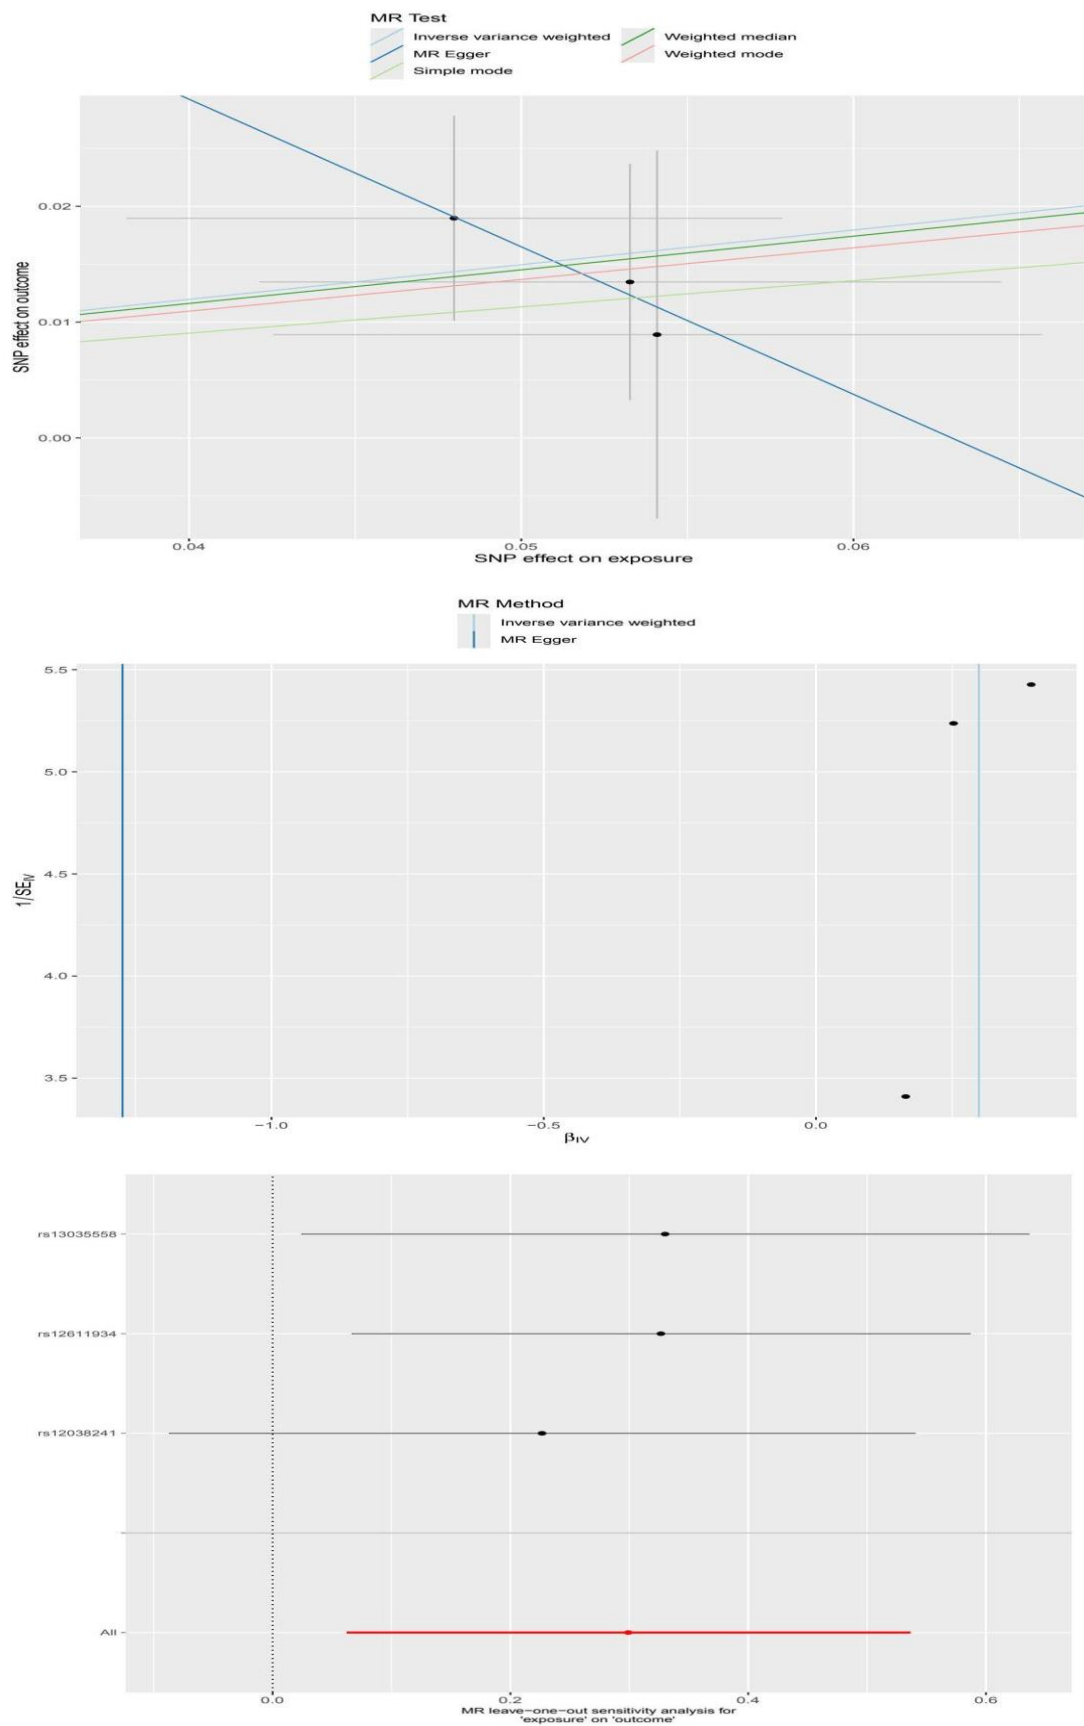 MR Test
Inverse variance weighted
Weighted median
MR Egger
Weighted mode
Simple mode
SNP effect on outcome
0.02
0.01
0.00
0.04
0.05
0.06
SNP effect on exposure
MR Method
Inverse variance weighted
MR Egger
1/SE_IV
5.5
5.0
4.5
4.0
3.5
−1.0
−0.5
0.0
β_IV
rs13035558
rs12611934
rs12038241
All
0.0
0.2
0.4
0.6
MR leave−one−out sensitivity analysis for
'exposure' on 'outcome'